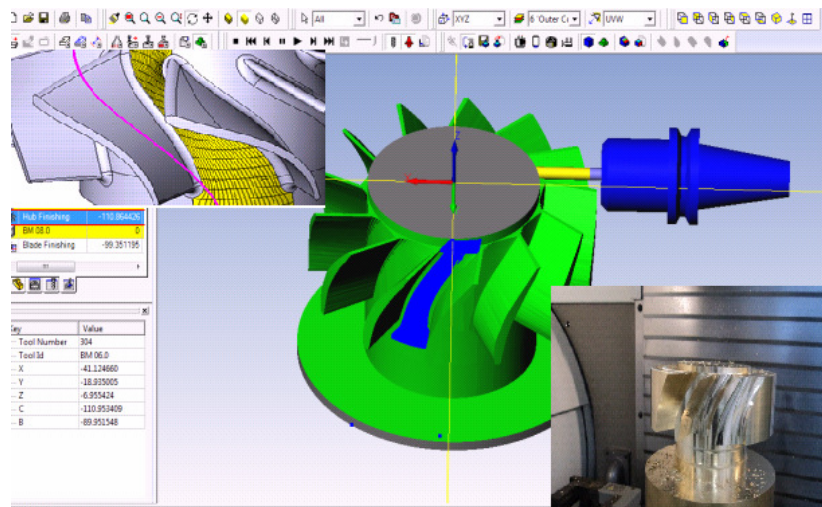 All
XYZ
6 'Outer Cu
UVW
Hub Finishing -110.864426
BM 08.0 0
Blade Finishing -99.351195
Key Value
Tool Number 304
Tool Id BM 06.0
X -41.124660
Y -18.935005
Z -6.955424
C -110.953409
B -89.951548
Z